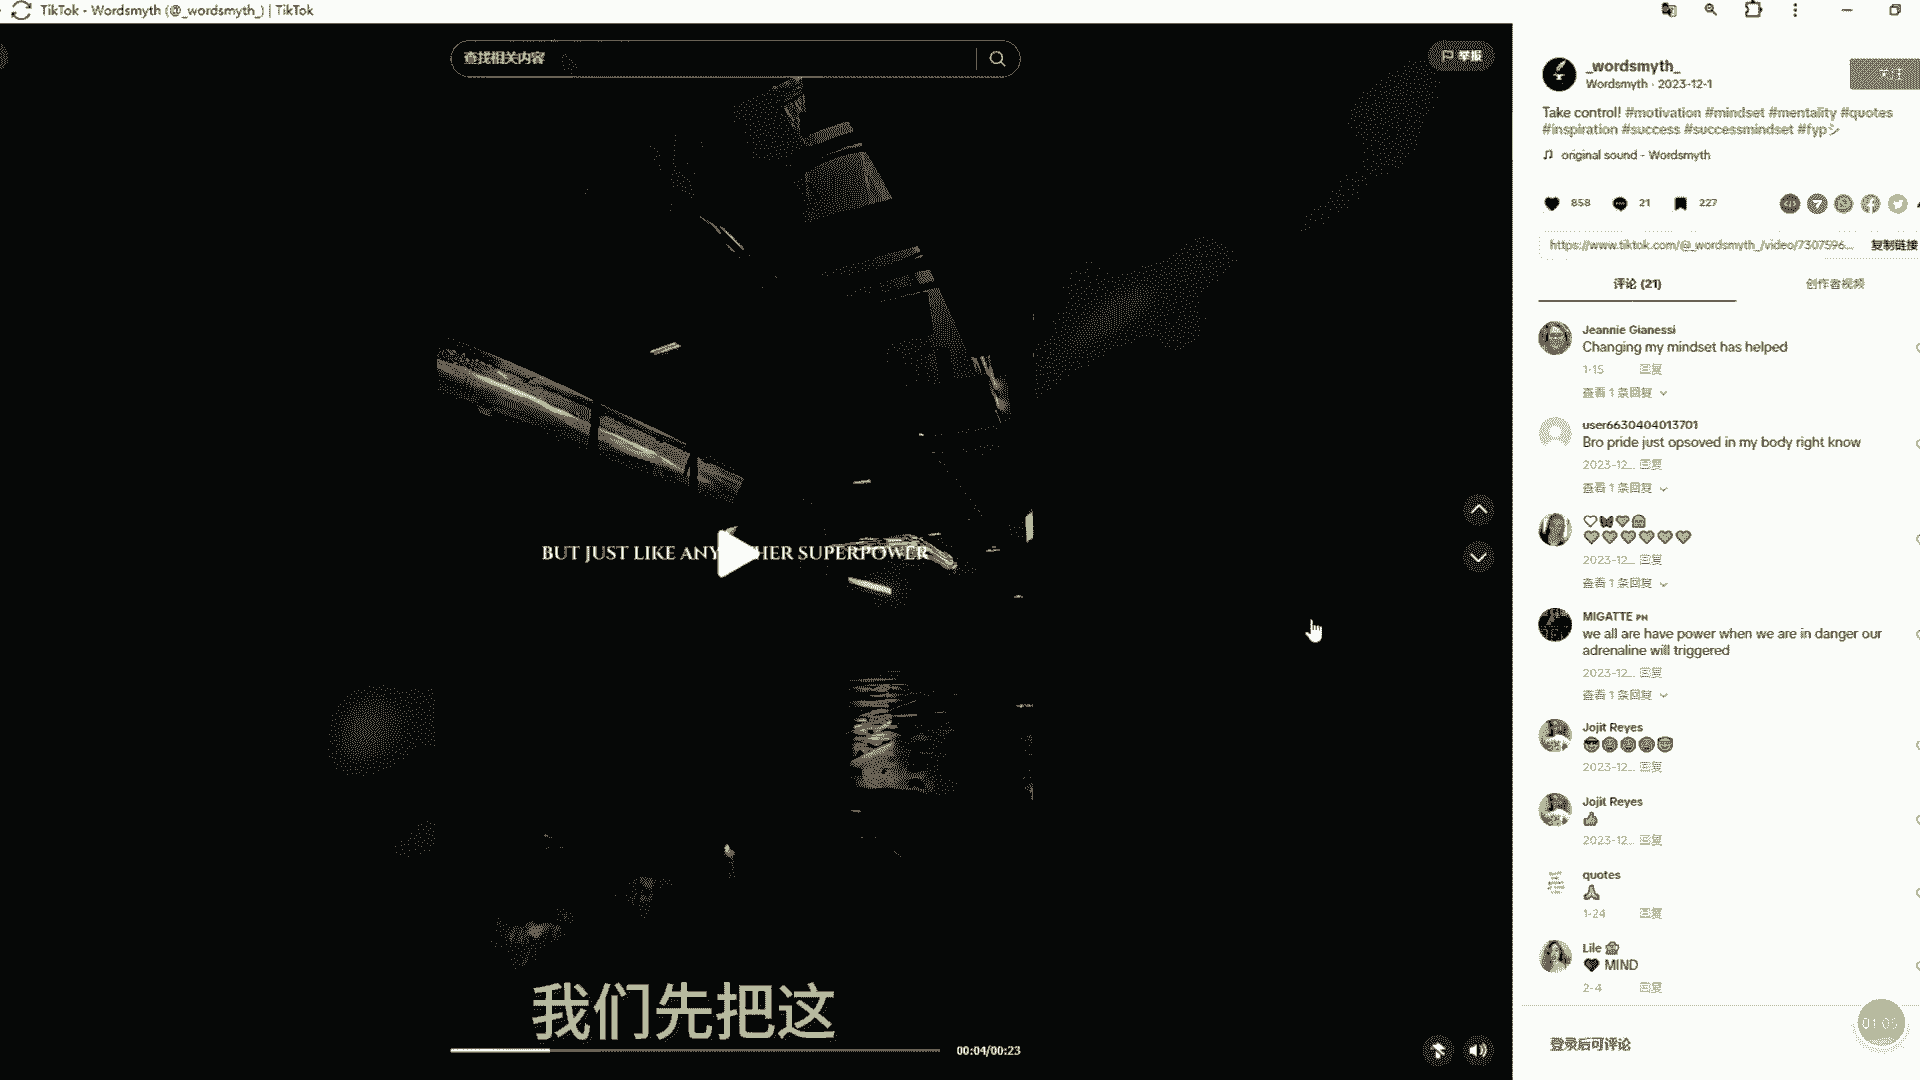 TikTok - Wordsmyth (@_wordsmyth_) | TikTok
查找相关内容
举报
_wordsmyth_
Wordsmyth · 2023-12-1
关注
Take control! #motivation #mindset #mentality #quotes
#inspiration #success #successmindset #fypシ
original sound - Wordsmyth
858
21
227
https://www.tiktok.com/@_wordsmyth_/video/7307596...
复制链接
评论 (21)
创作者视频
Jeannie Gianessi
Changing my mindset has helped
1-15 回复
查看 1 条回复
user6630404013701
Bro pride just opsoved in my body right know
2023-12... 回复
查看 1 条回复
2023-12... 回复
查看 1 条回复
MIGATTE PH
we all are have power when we are in danger our
adrenaline will triggered
2023-12... 回复
查看 1 条回复
Jojit Reyes
2023-12... 回复
Jojit Reyes
2023-12... 回复
quotes
1-24 回复
Lile
MIND
2-4 回复
登录后可评论
BUT JUST LIKE ANY HER SUPERPOWER
我们先把这
00:04/00:23